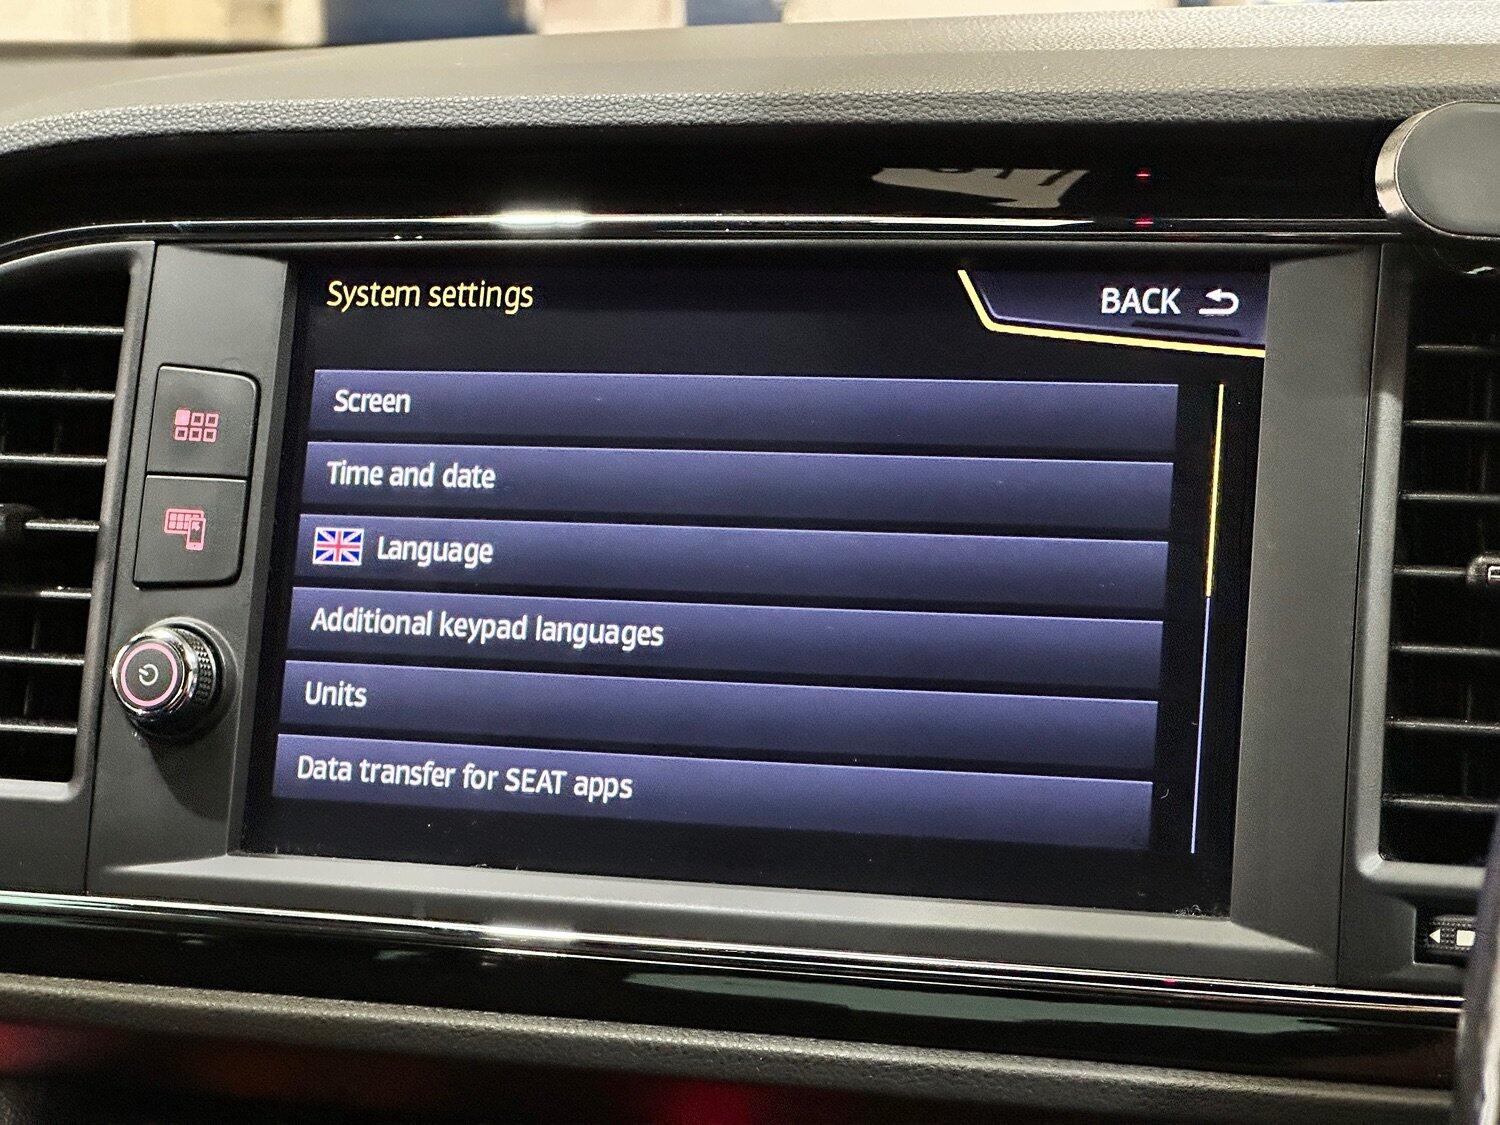 System settings
BACK
Screen
Time and date
Language
Additional keypad languages
Units
Data transfer for SEAT apps